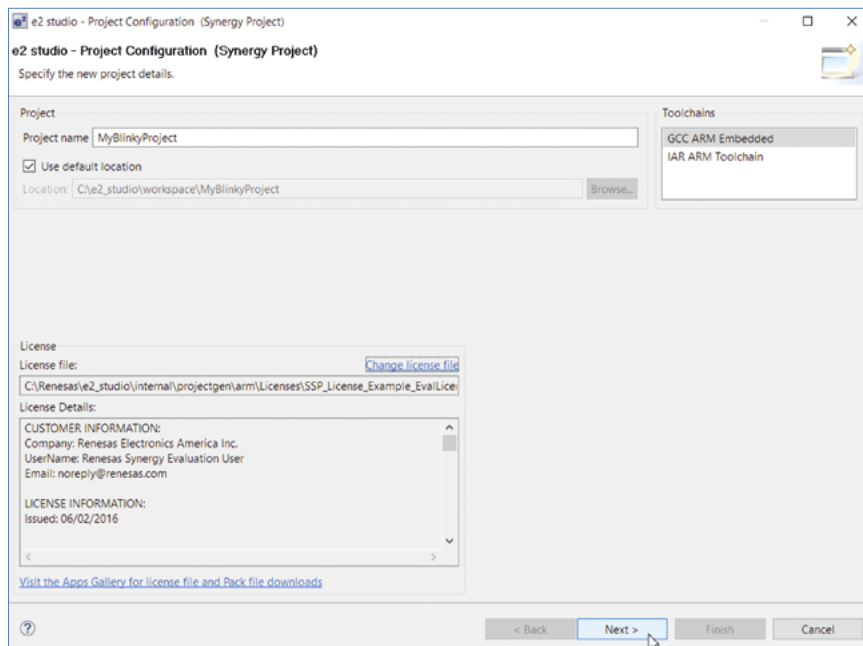 e2 studio - Project Configuration (Synergy Project)
e2 studio - Project Configuration (Synergy Project)
Specify the new project details.
Project
Project name MyBlinkyProject
Use default location
Location: C:\e2_studio\workspace\MyBlinkyProject Browse...
Toolchains
GCC ARM Embedded
IAR ARM Toolchain
License
License file: Change license file
C:\Renesas\e2_studio\internal\projectgen\arm\Licenses\SSP_License_Example_EvalLicen
License Details:
CUSTOMER INFORMATION:
Company: Renesas Electronics America Inc.
UserName: Renesas Synergy Evaluation User
Email: noreply@renesas.com
LICENSE INFORMATION:
Issued: 06/02/2016
Visit the Apps Gallery for license file and Pack file downloads
< Back Next > Finish Cancel